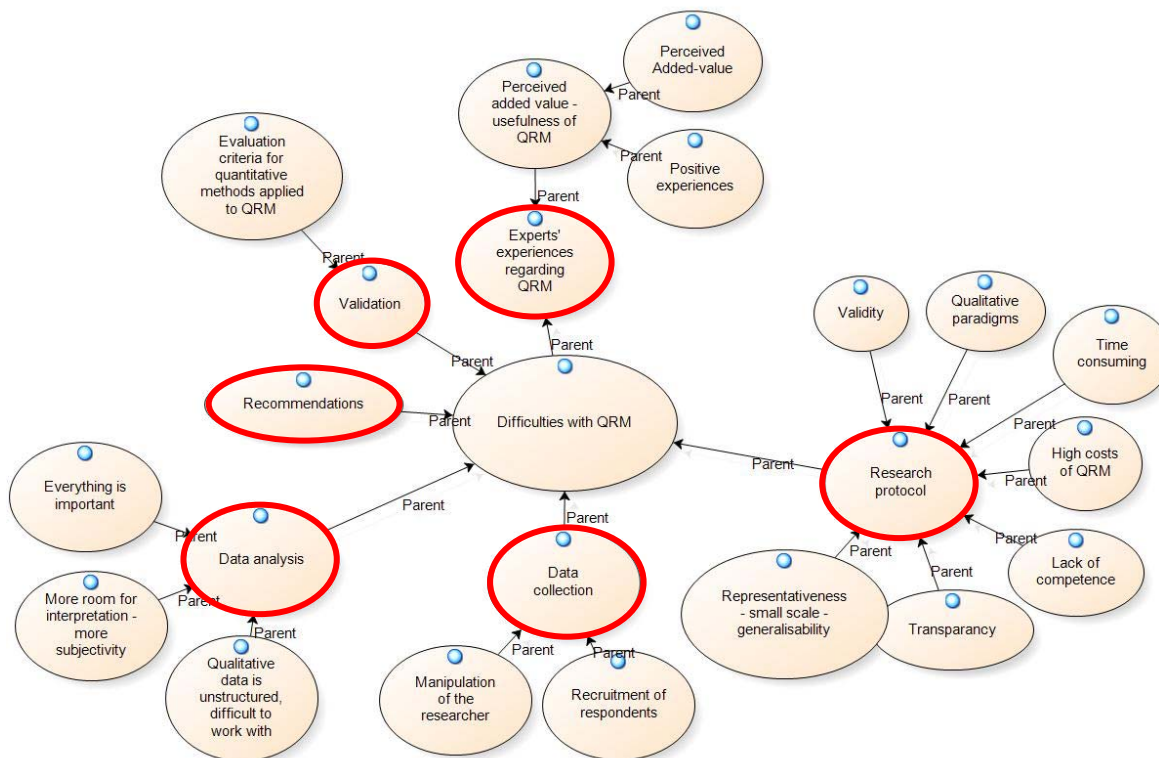 Perceived
Added-value
Parent
Perceived
added value -
usefulness of
QRM
Parent
Positive
experiences
Evaluation
criteria for
quantitative
methods applied
to QRM
Parent
Experts'
experiences
regarding
QRM
Parent
Validation
Parent
Parent
Recommendations
Parent
Difficulties with QRM
Validity
Qualitative
paradigms
Time
consuming
Parent
Parent
Parent
High costs
of QRM
Parent
Research
protocol
Parent
Everything is
important
Parent
Parent
Data analysis
More room for
interpretation -
more
subjectivity
Parent
Parent
Qualitative
data is
unstructured,
difficult to
work with
Parent
Data
collection
Manipulation
of the
researcher
Parent
Parent
Recruitment of
respondents
Parent
Representativeness
- small scale -
generalisability
Parent
Transparancy
Parent
Lack of
competence